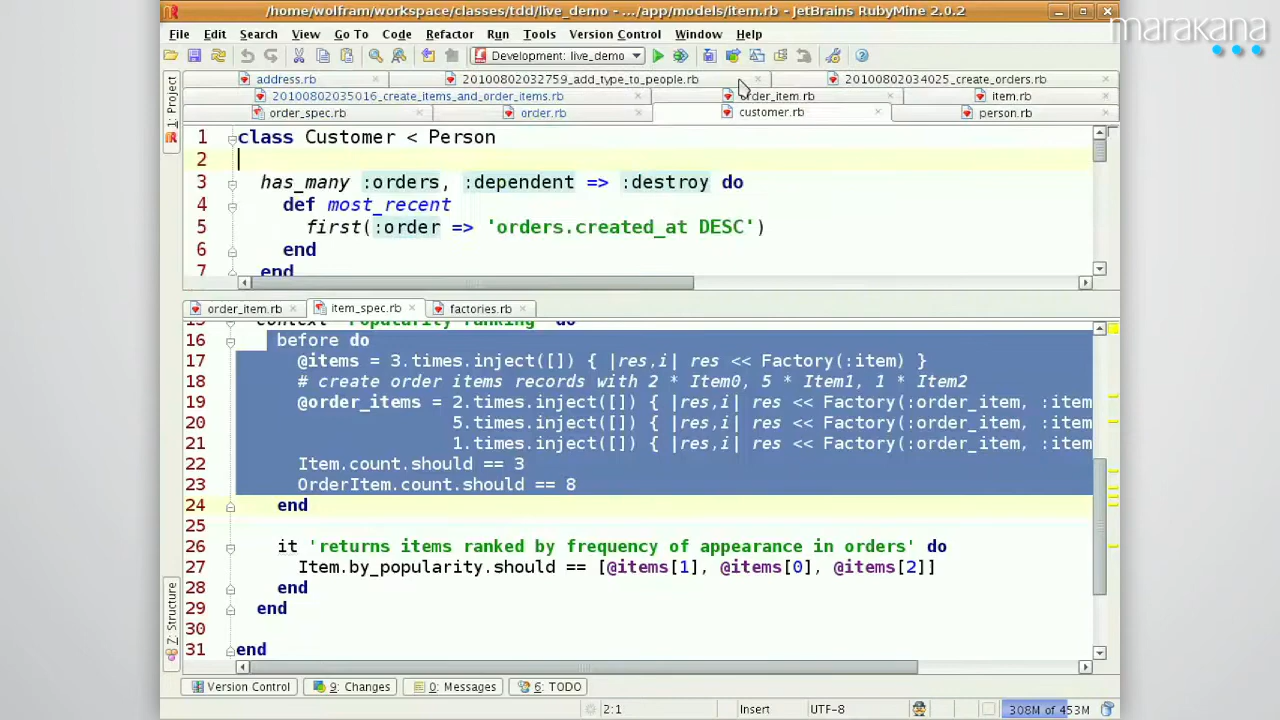 /home/wolfram/workspace/classes/tdd/live_demo - .../app/models/item.rb - JetBrains RubyMine 2.0.2
marakana
File Edit Search View Go To Code Refactor Run Tools Version Control Window Help
Development: live_demo
1: Project
address.rb 20100802032759_add_type_to_people.rb 20100802034025_create_orders.rb
20100802035016_create_items_and_order_items.rb order_item.rb item.rb
order_spec.rb order.rb customer.rb person.rb
1 class Customer < Person
2
3 has_many :orders, :dependent => :destroy do
4 def most_recent
5 first(:order => 'orders.created_at DESC')
6 end
7 end
order_item.rb item_spec.rb factories.rb
15 context 'Popularity ranking' do
16 before do
17 @items = 3.times.inject([]) { |res,i| res << Factory(:item) }
18 # create order items records with 2 * Item0, 5 * Item1, 1 * Item2
19 @order_items = 2.times.inject([]) { |res,i| res << Factory(:order_item, :item
20 5.times.inject([]) { |res,i| res << Factory(:order_item, :item
21 1.times.inject([]) { |res,i| res << Factory(:order_item, :item
22 Item.count.should == 3
23 OrderItem.count.should == 8
24 end
25
26 it 'returns items ranked by frequency of appearance in orders' do
27 Item.by_popularity.should == [@items[1], @items[0], @items[2]]
28 end
29 end
30
31 end
Z: Structure
Version Control 9: Changes 0: Messages 6: TODO
2:1 Insert UTF-8 308M of 453M